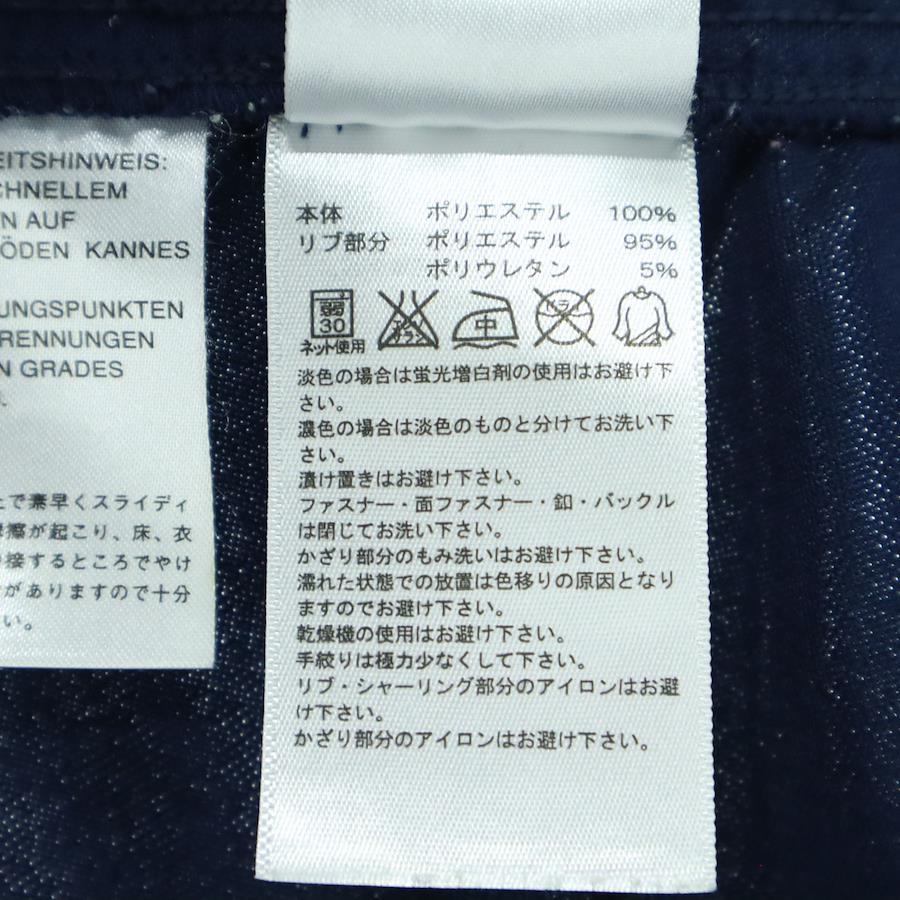 EITSHINWEIS:
CHNELLEM
EN AUF
ÖDEN KANNES
UNGSPUNKTEN
RENNUNGEN
N GRADES
で素早くスライディ
擦が起こり、床、衣
接するところでやけ
がありますので十分
い。
本体 ポリエステル 100%
リブ部分 ポリエステル 95%
ポリウレタン 5%
弱
30
ネット使用
エンソ
サラシ
中
ドライ
淡色の場合は蛍光増白剤の使用はお避け下
さい。
濃色の場合は淡色のものと分けてお洗い下
さい。
漬け置きはお避け下さい。
ファスナー・面ファスナー・釦・バックル
は閉じてお洗い下さい。
かざり部分のもみ洗いはお避け下さい。
濡れた状態での放置は色移りの原因となり
ますのでお避け下さい。
乾燥機の使用はお避け下さい。
手絞りは極力少なくして下さい。
リブ・シャーリング部分のアイロンはお避
け下さい。
かざり部分のアイロンはお避け下さい。